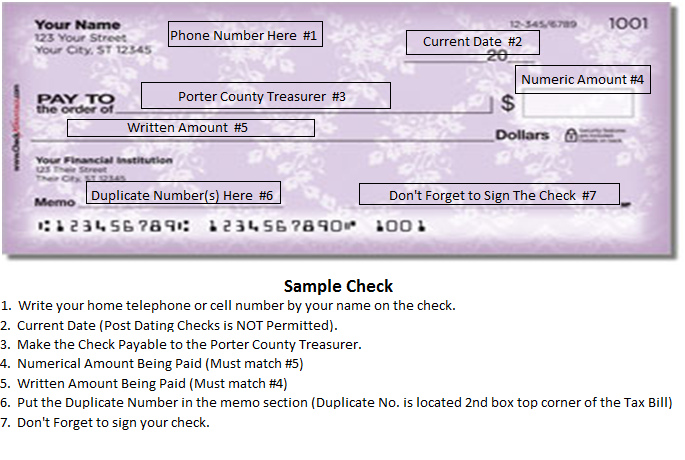 Your Name
123 Your Street
Your City, ST 12345
Phone Number Here #1
12-345/6789
1001
Current Date #2
20
Numeric Amount #4
PAY TO
the order of
Porter County Treasurer #3
$
Written Amount #5
Dollars
Your Financial Institution
123 Their Street
Their City, ST 12345
Memo
Duplicate Number(s) Here #6
Don't Forget to Sign The Check #7
⑆123456789⑆ 1234567890⑈ 1001
Sample Check
1. Write your home telephone or cell number by your name on the check.
2. Current Date (Post Dating Checks is NOT Permitted).
3. Make the Check Payable to the Porter County Treasurer.
4. Numerical Amount Being Paid (Must match #5)
5. Written Amount Being Paid (Must match #4)
6. Put the Duplicate Number in the memo section (Duplicate No. is located 2nd box top corner of the Tax Bill)
7. Don't Forget to sign your check.